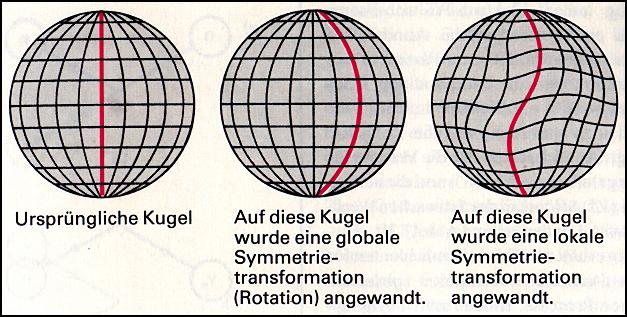 Ursprüngliche Kugel
Auf diese Kugel
wurde eine globale
Symmetrie-
transformation
(Rotation) angewandt.
Auf diese Kugel
wurde eine lokale
Symmetrie-
transformation
angewandt.